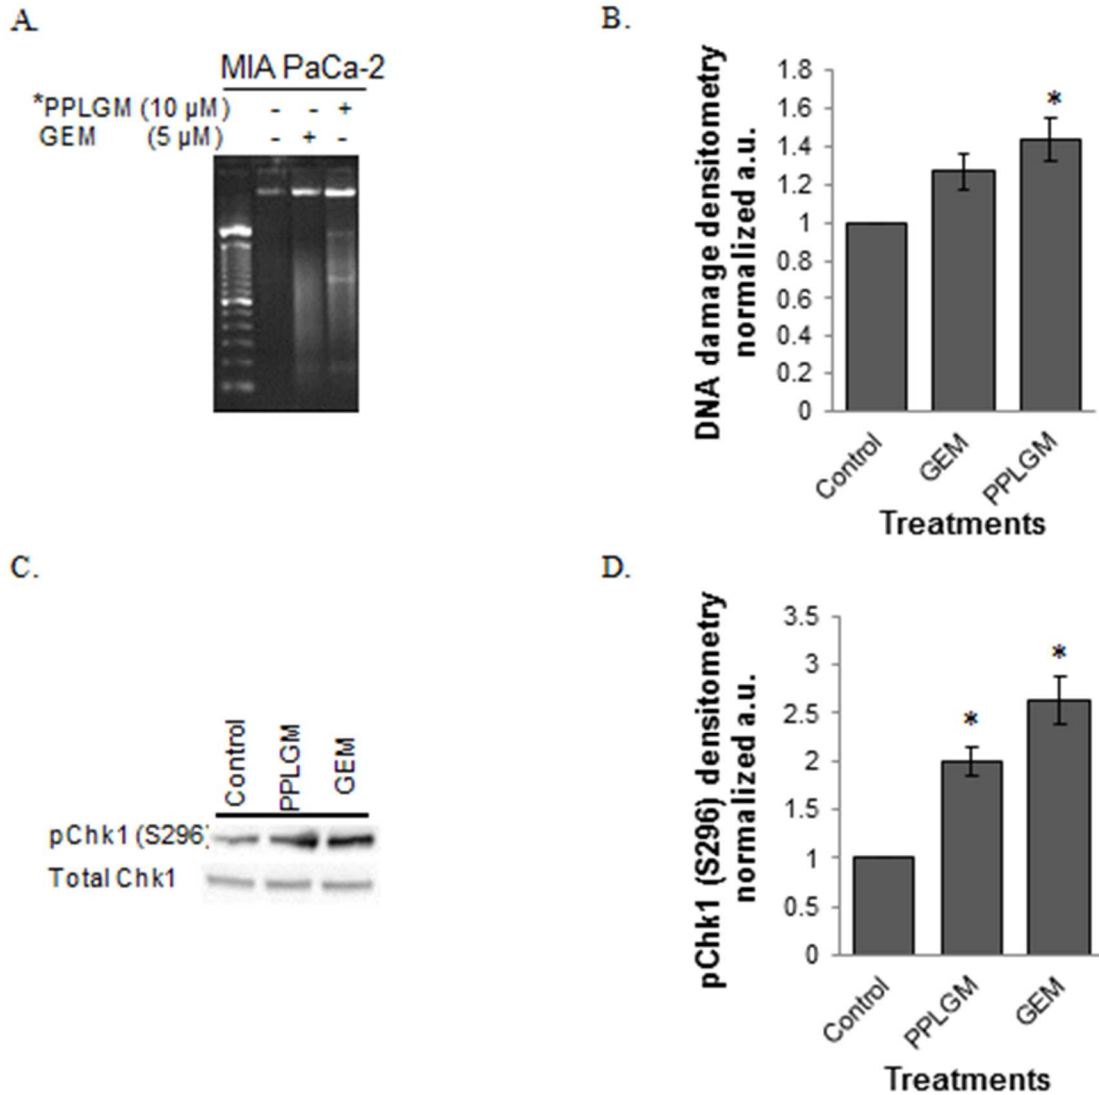 A.
MIA PaCa-2
*PPLGM (10 µM) - - +
GEM (5 µM) - + -
B.
DNA damage densitometry
normalized a.u.
1.8
1.6
1.4
1.2
1
0.8
0.6
0.4
0.2
0
*
Control
GEM
PPLGM
Treatments
C.
Control
PPLGM
GEM
pChk1 (S296)
Total Chk1
D.
pChk1 (S296) densitometry
normalized a.u.
3.5
3
2.5
2
1.5
1
0.5
0
*
*
Control
PPLGM
GEM
Treatments